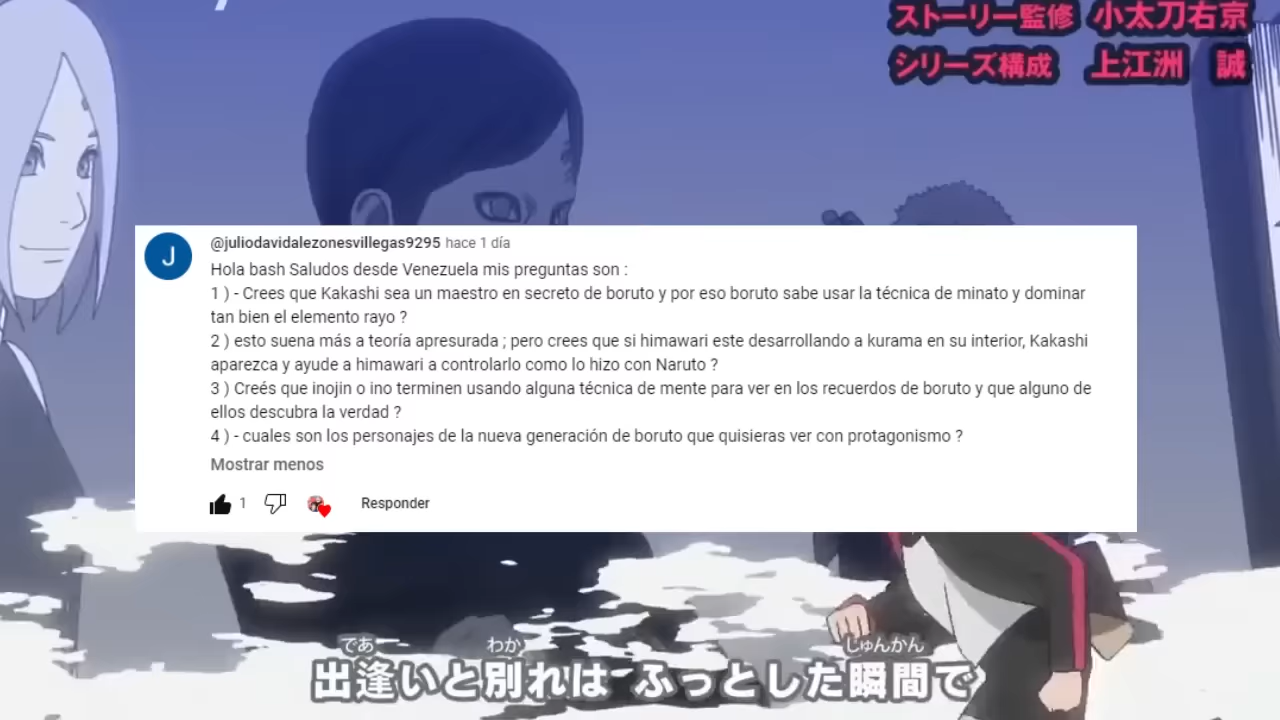 ストーリー監修 小太刀右京
シリーズ構成 上江洲 誠
@juliodavidalezonesvillegas9295 hace 1 día
J
Hola bash Saludos desde Venezuela mis preguntas son :
1 ) - Crees que Kakashi sea un maestro en secreto de boruto y por eso boruto sabe usar la técnica de minato y dominar
tan bien el elemento rayo ?
2 ) esto suena más a teoría apresurada ; pero crees que si himawari este desarrollando a kurama en su interior, Kakashi
aparezca y ayude a himawari a controlarlo como lo hizo con Naruto ?
3 ) Creés que inojin o ino terminen usando alguna técnica de mente para ver en los recuerdos de boruto y que alguno de
ellos descubra la verdad ?
4 ) - cuales son los personajes de la nueva generación de boruto que quisieras ver con protagonismo ?
Mostrar menos
1 Responder
であ わか じゅんかん
出逢いと別れは ふっとした瞬間で